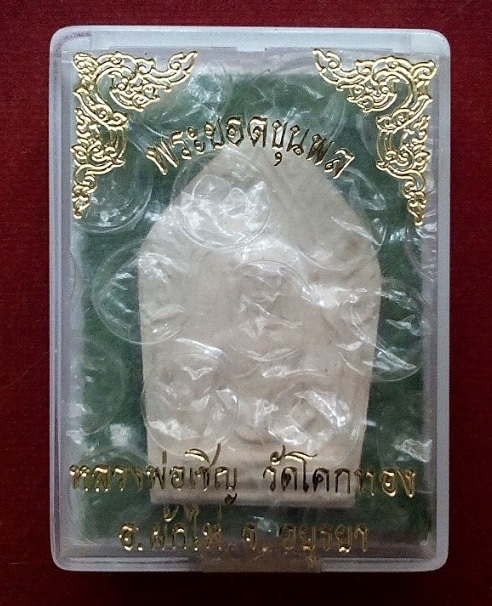 พระยอดขุนพล
หลวงพ่อเชิญ วัดโคกทอง
อ.ผักไห่ จ.อยุธยา